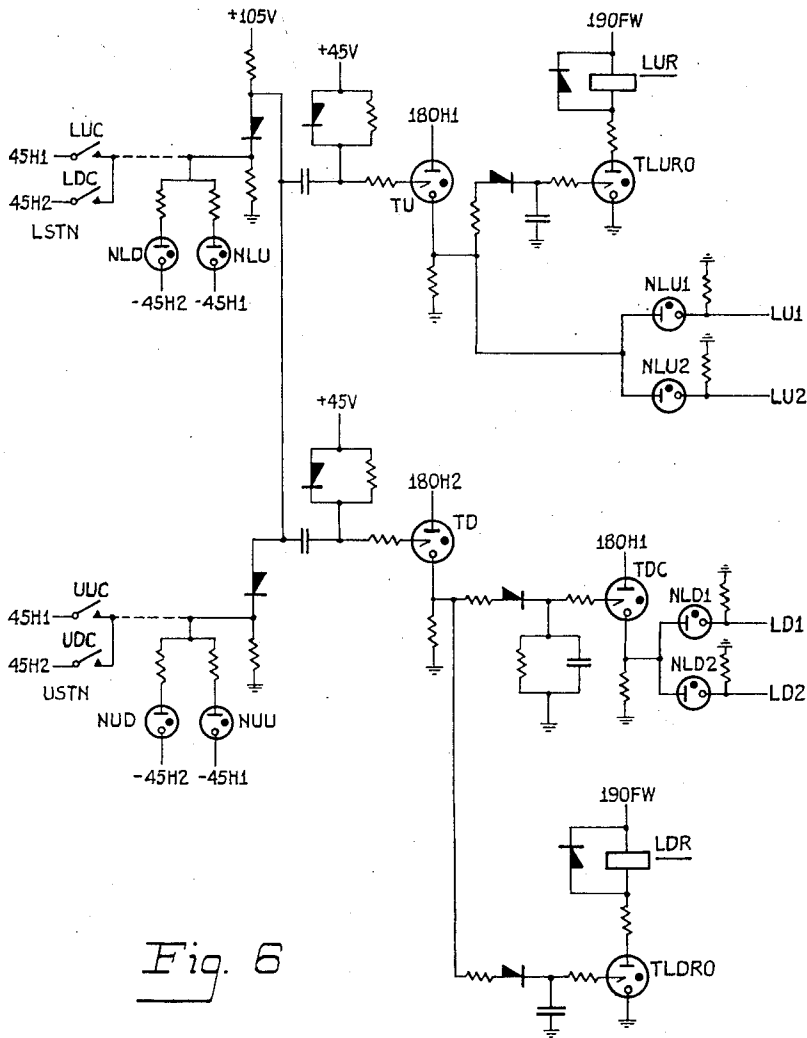 +105V
190FW
+45V
LUR
180H1
LUC
45H1
LDC
45H2
LSTN
TLURO
TU
NLD
NLU
-45H2
-45H1
NLU1
LU1
NLU2
LU2
+45V
180H2
TD
180H1
TDC
UUC
45H1
UDC
45H2
USTN
NLD1
LD1
NLD2
LD2
NUD
NUU
-45H2
-45H1
190FW
LDR
TLDRO
Fig. 6